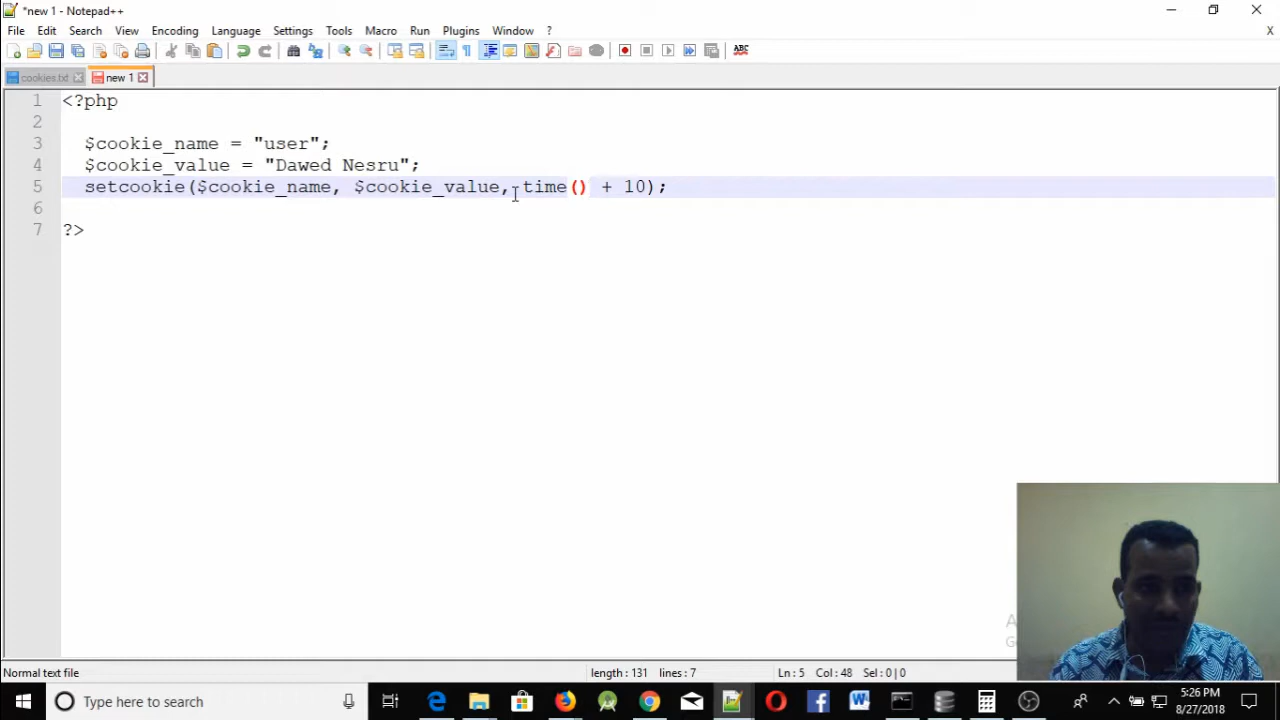 *new 1 - Notepad++
File Edit Search View Encoding Language Settings Tools Macro Run Plugins Window ? X
ABC
cookies.txt new 1
1 <?php
2
3 $cookie_name = "user";
4 $cookie_value = "Dawed Nesru";
5 setcookie($cookie_name, $cookie_value, time() + 10);
6
7 ?>
Normal text file length : 131 lines : 7 Ln : 5 Col : 48 Sel : 0 | 0
Type here to search 5:26 PM
8/27/2018